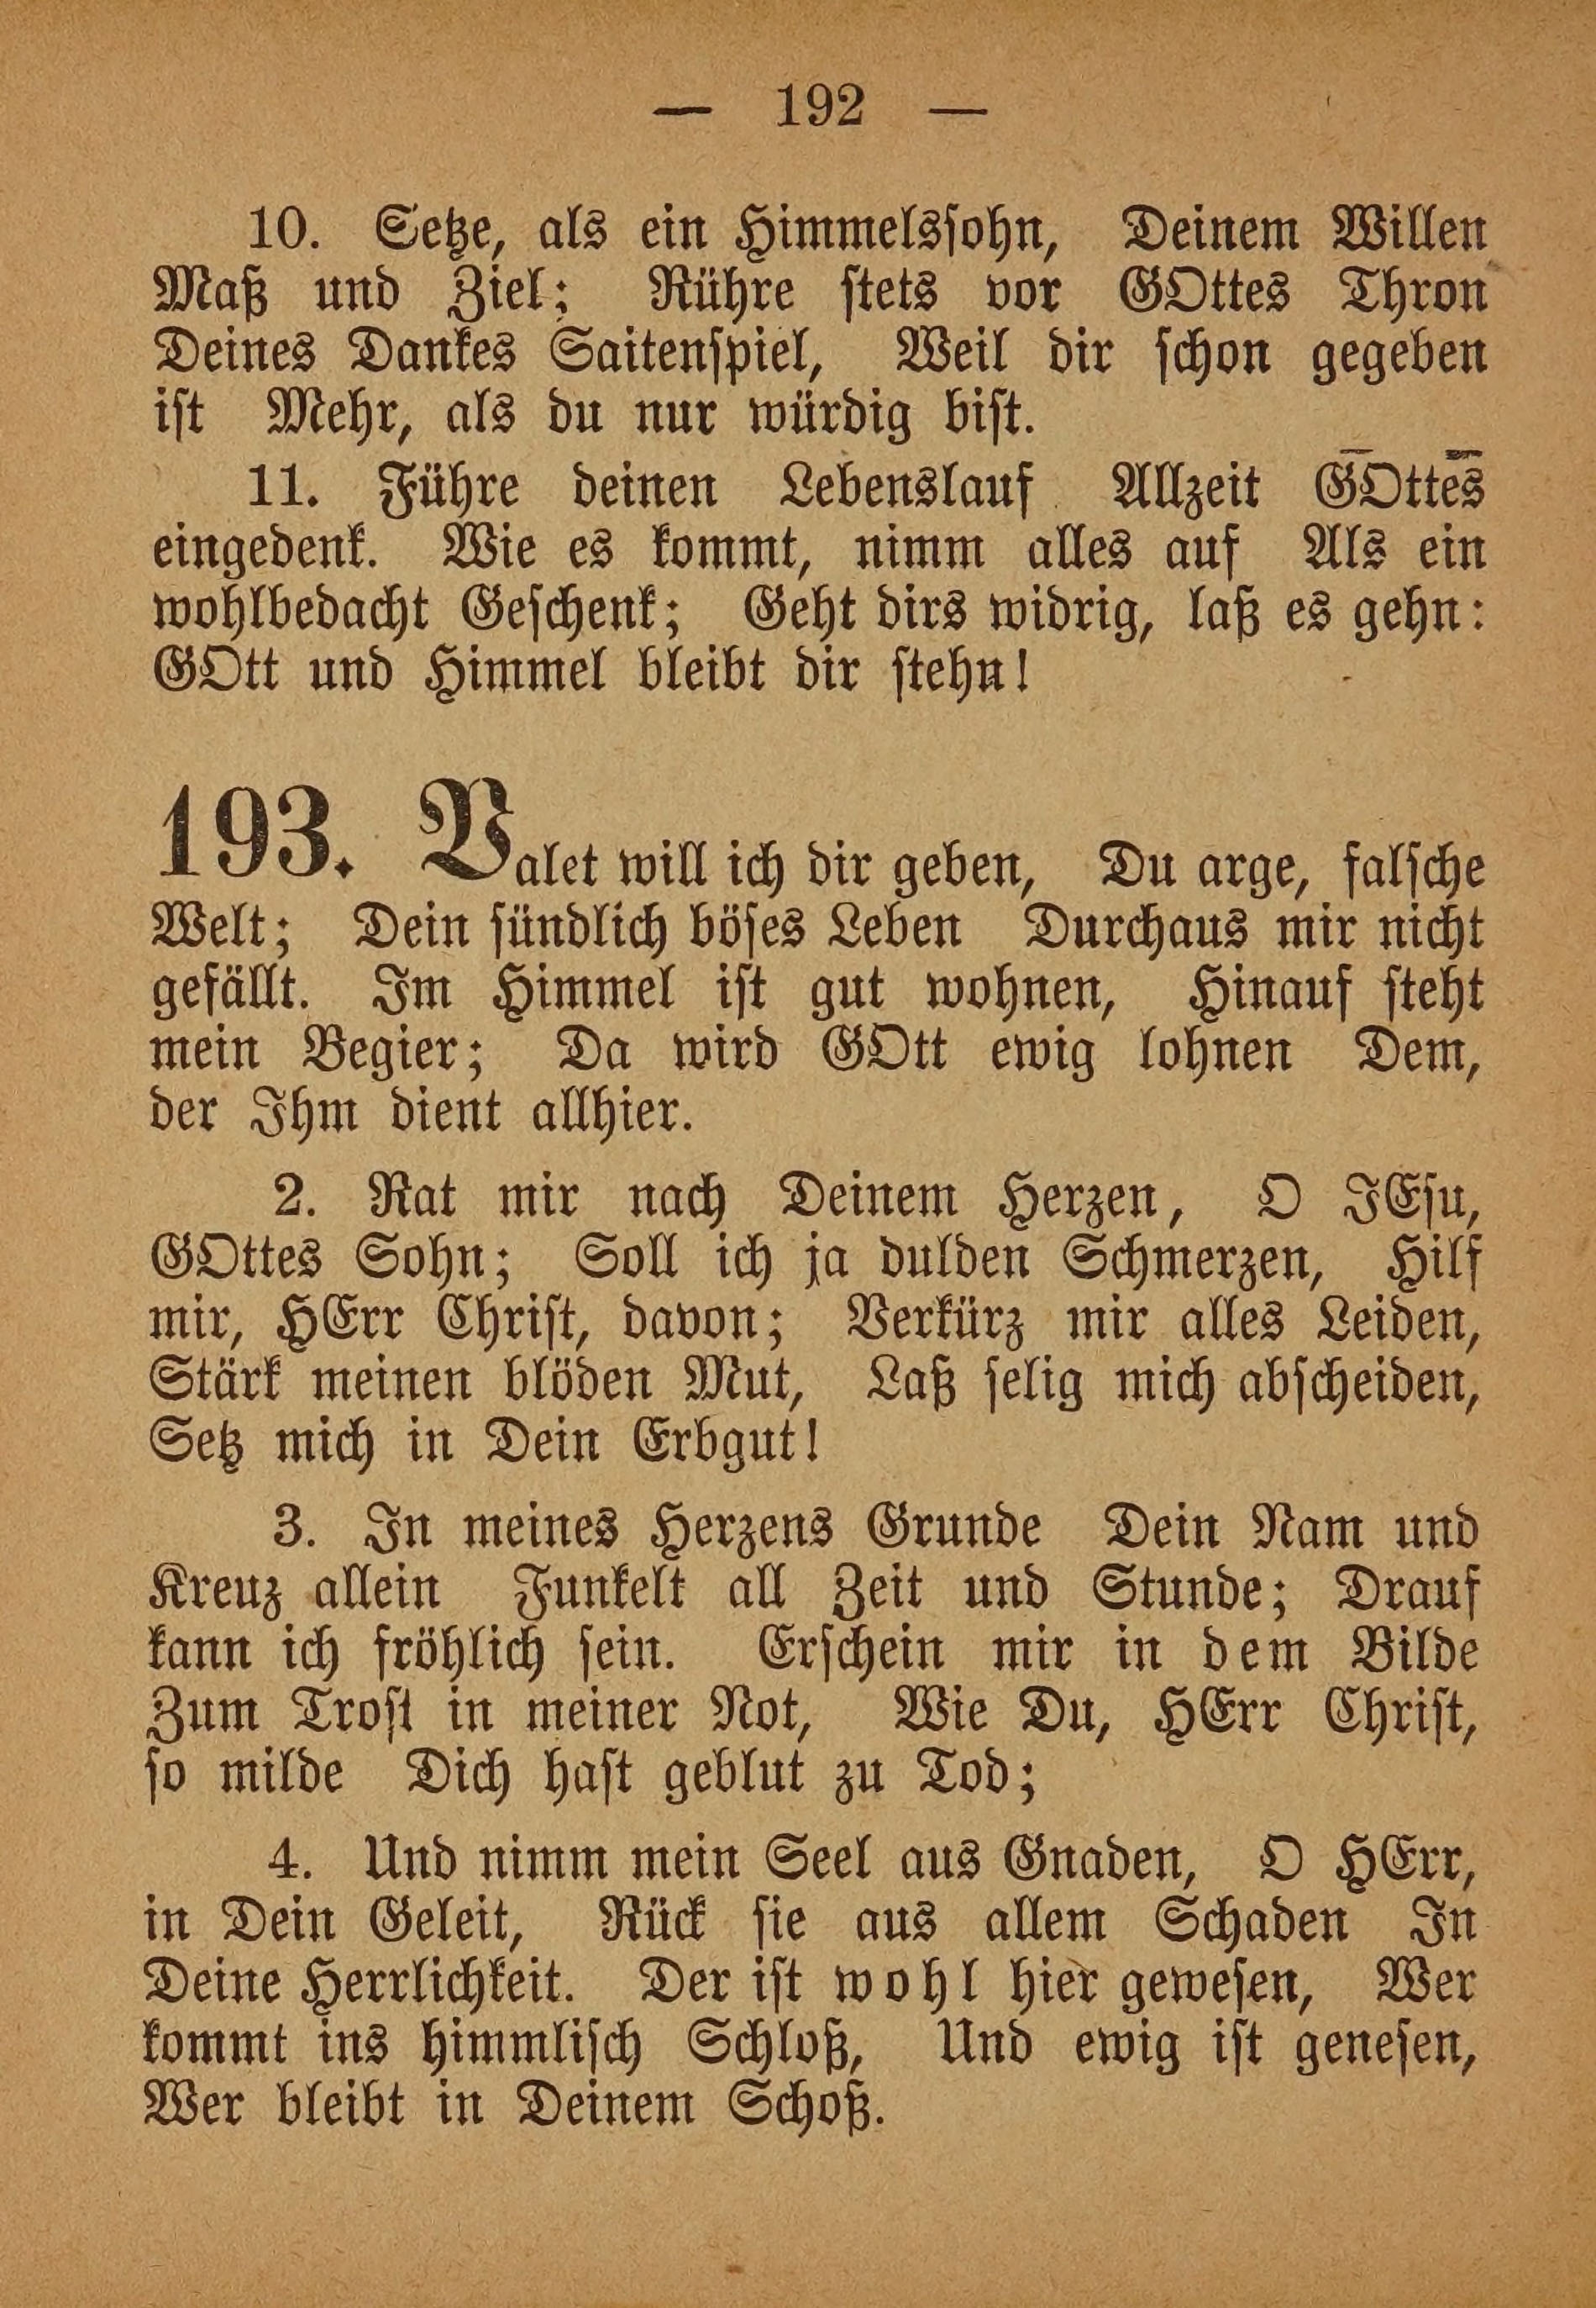 — 192 —
10. Setze, als ein Himmelssohn, Deinem Willen
Maß und Ziel; Rühre stets vor GOttes Thron
Deines Dankes Saitenspiel, Weil dir schon gegeben
ist Mehr, als du nur würdig bist.
11. Führe deinen Lebenslauf Allzeit GOttes
eingedenk. Wie es kommt, nimm alles auf Als ein
wohlbedacht Geschenk; Geht dirs widrig, laß es gehn:
GOtt und Himmel bleibt dir stehn!
193. Valet will ich dir geben, Du arge, falsche
Welt; Dein sündlich böses Leben Durchaus mir nicht
gefällt. Im Himmel ist gut wohnen, Hinauf steht
mein Begier; Da wird GOtt ewig lohnen Dem,
der Ihm dient allhier.
2. Rat mir nach Deinem Herzen, O JEsu,
GOttes Sohn; Soll ich ja dulden Schmerzen, Hilf
mir, HErr Christ, davon; Verkürz mir alles Leiden,
Stärk meinen blöden Mut, Laß selig mich abscheiden,
Setz mich in Dein Erbgut!
3. In meines Herzens Grunde Dein Nam und
Kreuz allein Funkelt all Zeit und Stunde; Drauf
kann ich fröhlich sein. Erschein mir in dem Bilde
Zum Trost in meiner Not, Wie Du, HErr Christ,
so milde Dich hast geblut zu Tod;
4. Und nimm mein Seel aus Gnaden, O HErr,
in Dein Geleit, Rück sie aus allem Schaden In
Deine Herrlichkeit. Der ist wohl hier gewesen, Wer
kommt ins himmlisch Schloß, Und ewig ist genesen,
Wer bleibt in Deinem Schoß.